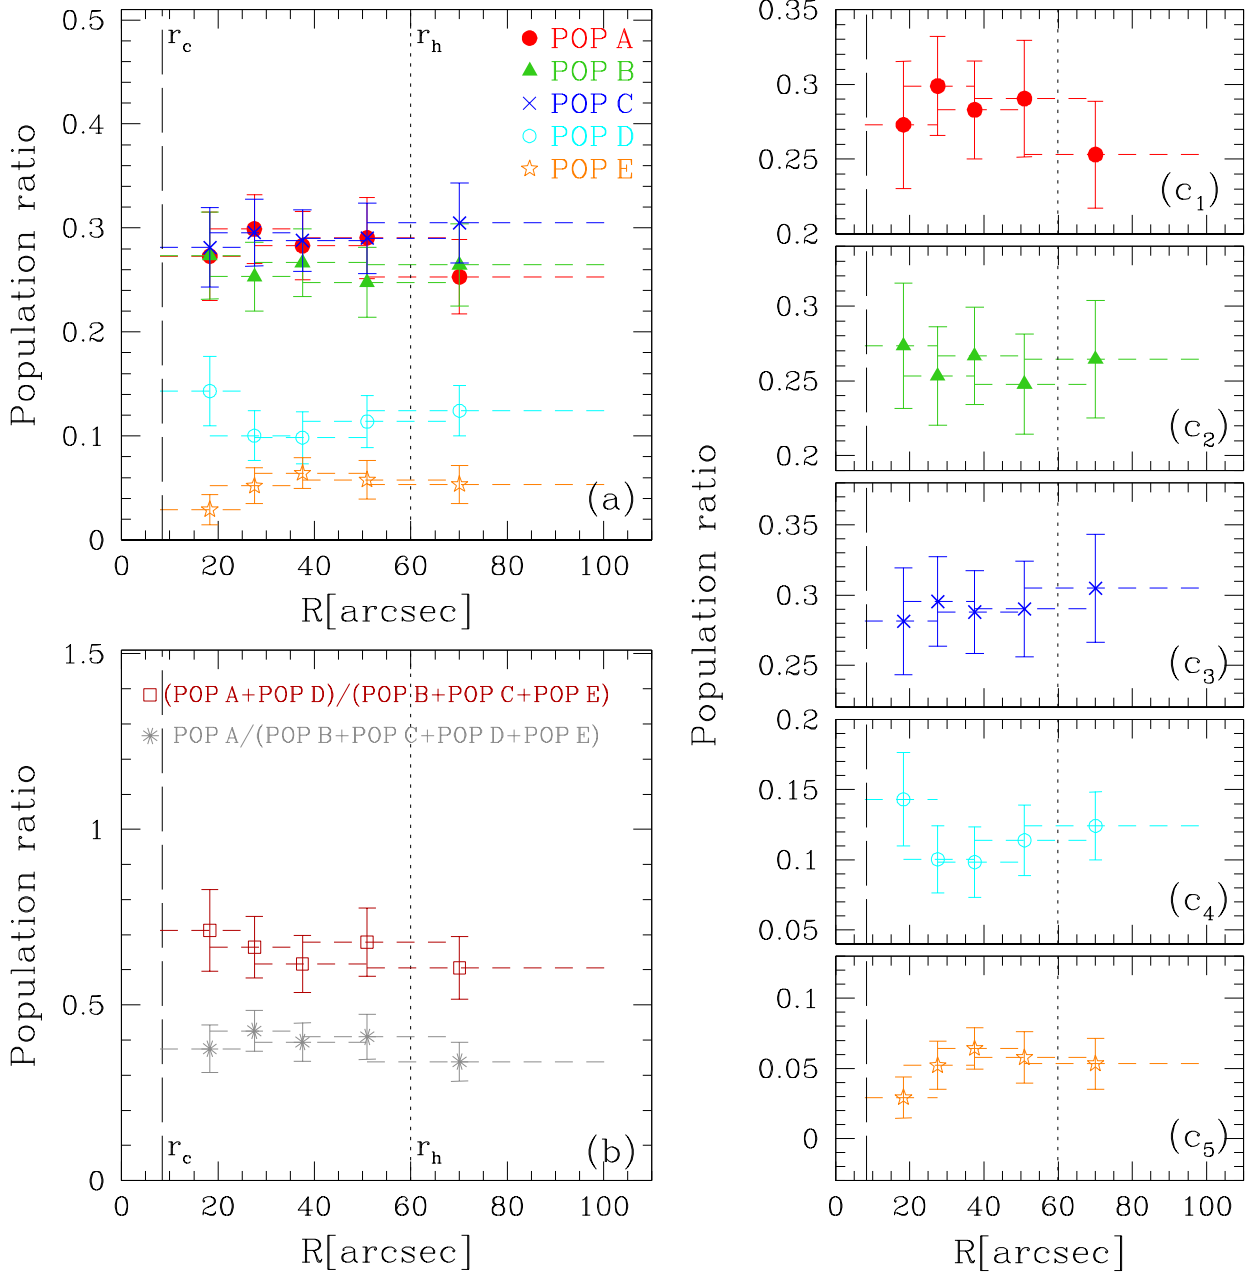 0.5
0.4
0.3
0.2
0.1
0
Population ratio
r_c
r_h
POP A
POP B
POP C
POP D
POP E
(a)
0 20 40 60 80 100
R[arcsec]
1.5
1
0.5
0
Population ratio
(POP A+POP D)/(POP B+POP C+POP E)
POP A/(POP B+POP C+POP D+POP E)
r_c
r_h
(b)
0 20 40 60 80 100
R[arcsec]
Population ratio
0.35
0.3
0.25
0.2
(c_1)
0.3
0.25
0.2
(c_2)
0.35
0.3
0.25
(c_3)
0.2
0.15
0.1
0.05
(c_4)
0.1
0.05
0
(c_5)
0 20 40 60 80 100
R[arcsec]